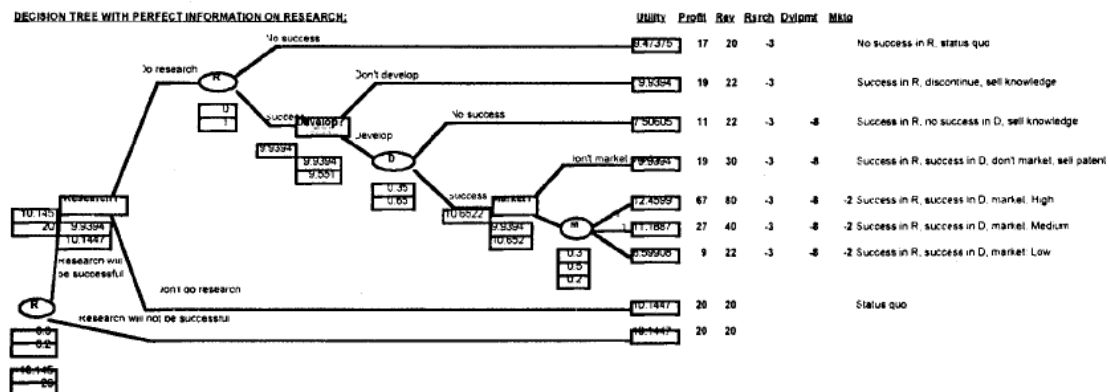 DECISION TREE WITH PERFECT INFORMATION ON RESEARCH:
Utility Profit Rev Rsrch Dvlpmt Mktg
No success
9.47375 17 20 -3 No success in R, status quo
Do research
R
Don't develop
9.9394 19 22 -3 Success in R, discontinue, sell knowledge
0
1
Success
Develop?
Develop
No success
7.50605 11 22 -3 -8 Success in R, no success in D, sell knowledge
9.9394
9.9394
9.551
D
Don't market
9.9394 19 30 -3 -8 Success in R, success in D, don't market, sell patent
0.35
0.65
Success
Market?
12.4599 67 80 -3 -8 -2 Success in R, success in D, market: High
Research?
10.145
20
9.9394
10.1447
10.6522
9.9394
10.652
M
11.1687 27 40 -3 -8 -2 Success in R, success in D, market: Medium
6.59908 9 22 -3 -8 -2 Success in R, success in D, market: Low
0.3
0.5
0.2
Research will
be successful
Don't do research
10.1447 20 20 Status quo
R
Research will not be successful
10.1447 20 20
0.2
10.145
20